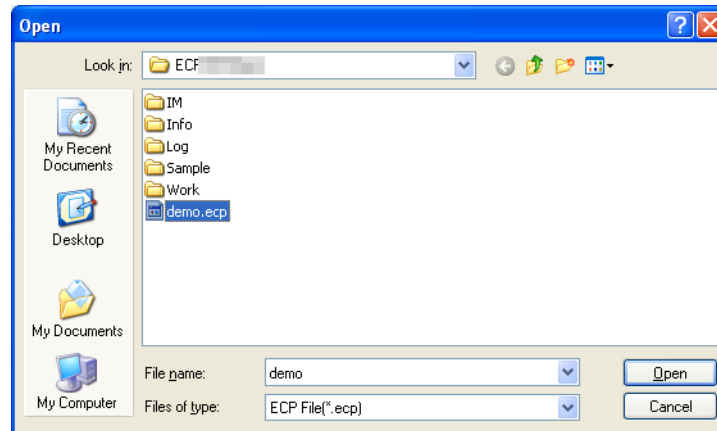 Open
Look in:
ECP
IM
Info
Log
Sample
Work
demo.ecp
My Recent
Documents
Desktop
My Documents
My Computer
File name:
demo
Open
Files of type:
ECP File(*.ecp)
Cancel